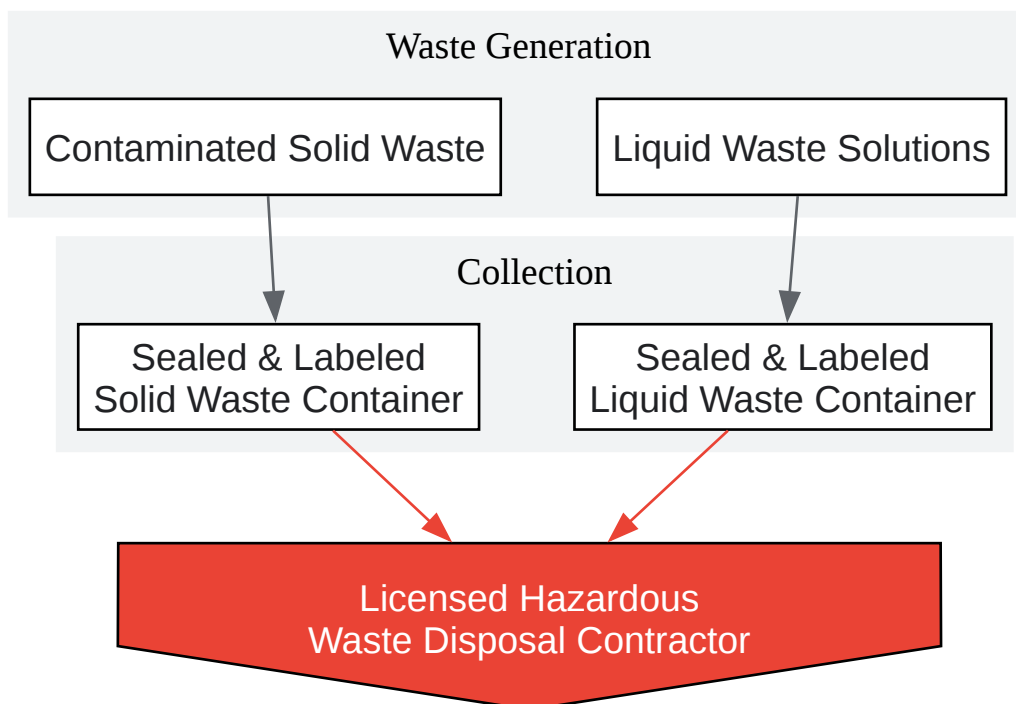 Waste Generation
Contaminated Solid Waste
Liquid Waste Solutions
Collection
Sealed & Labeled
Solid Waste Container
Sealed & Labeled
Liquid Waste Container
Licensed Hazardous
Waste Disposal Contractor